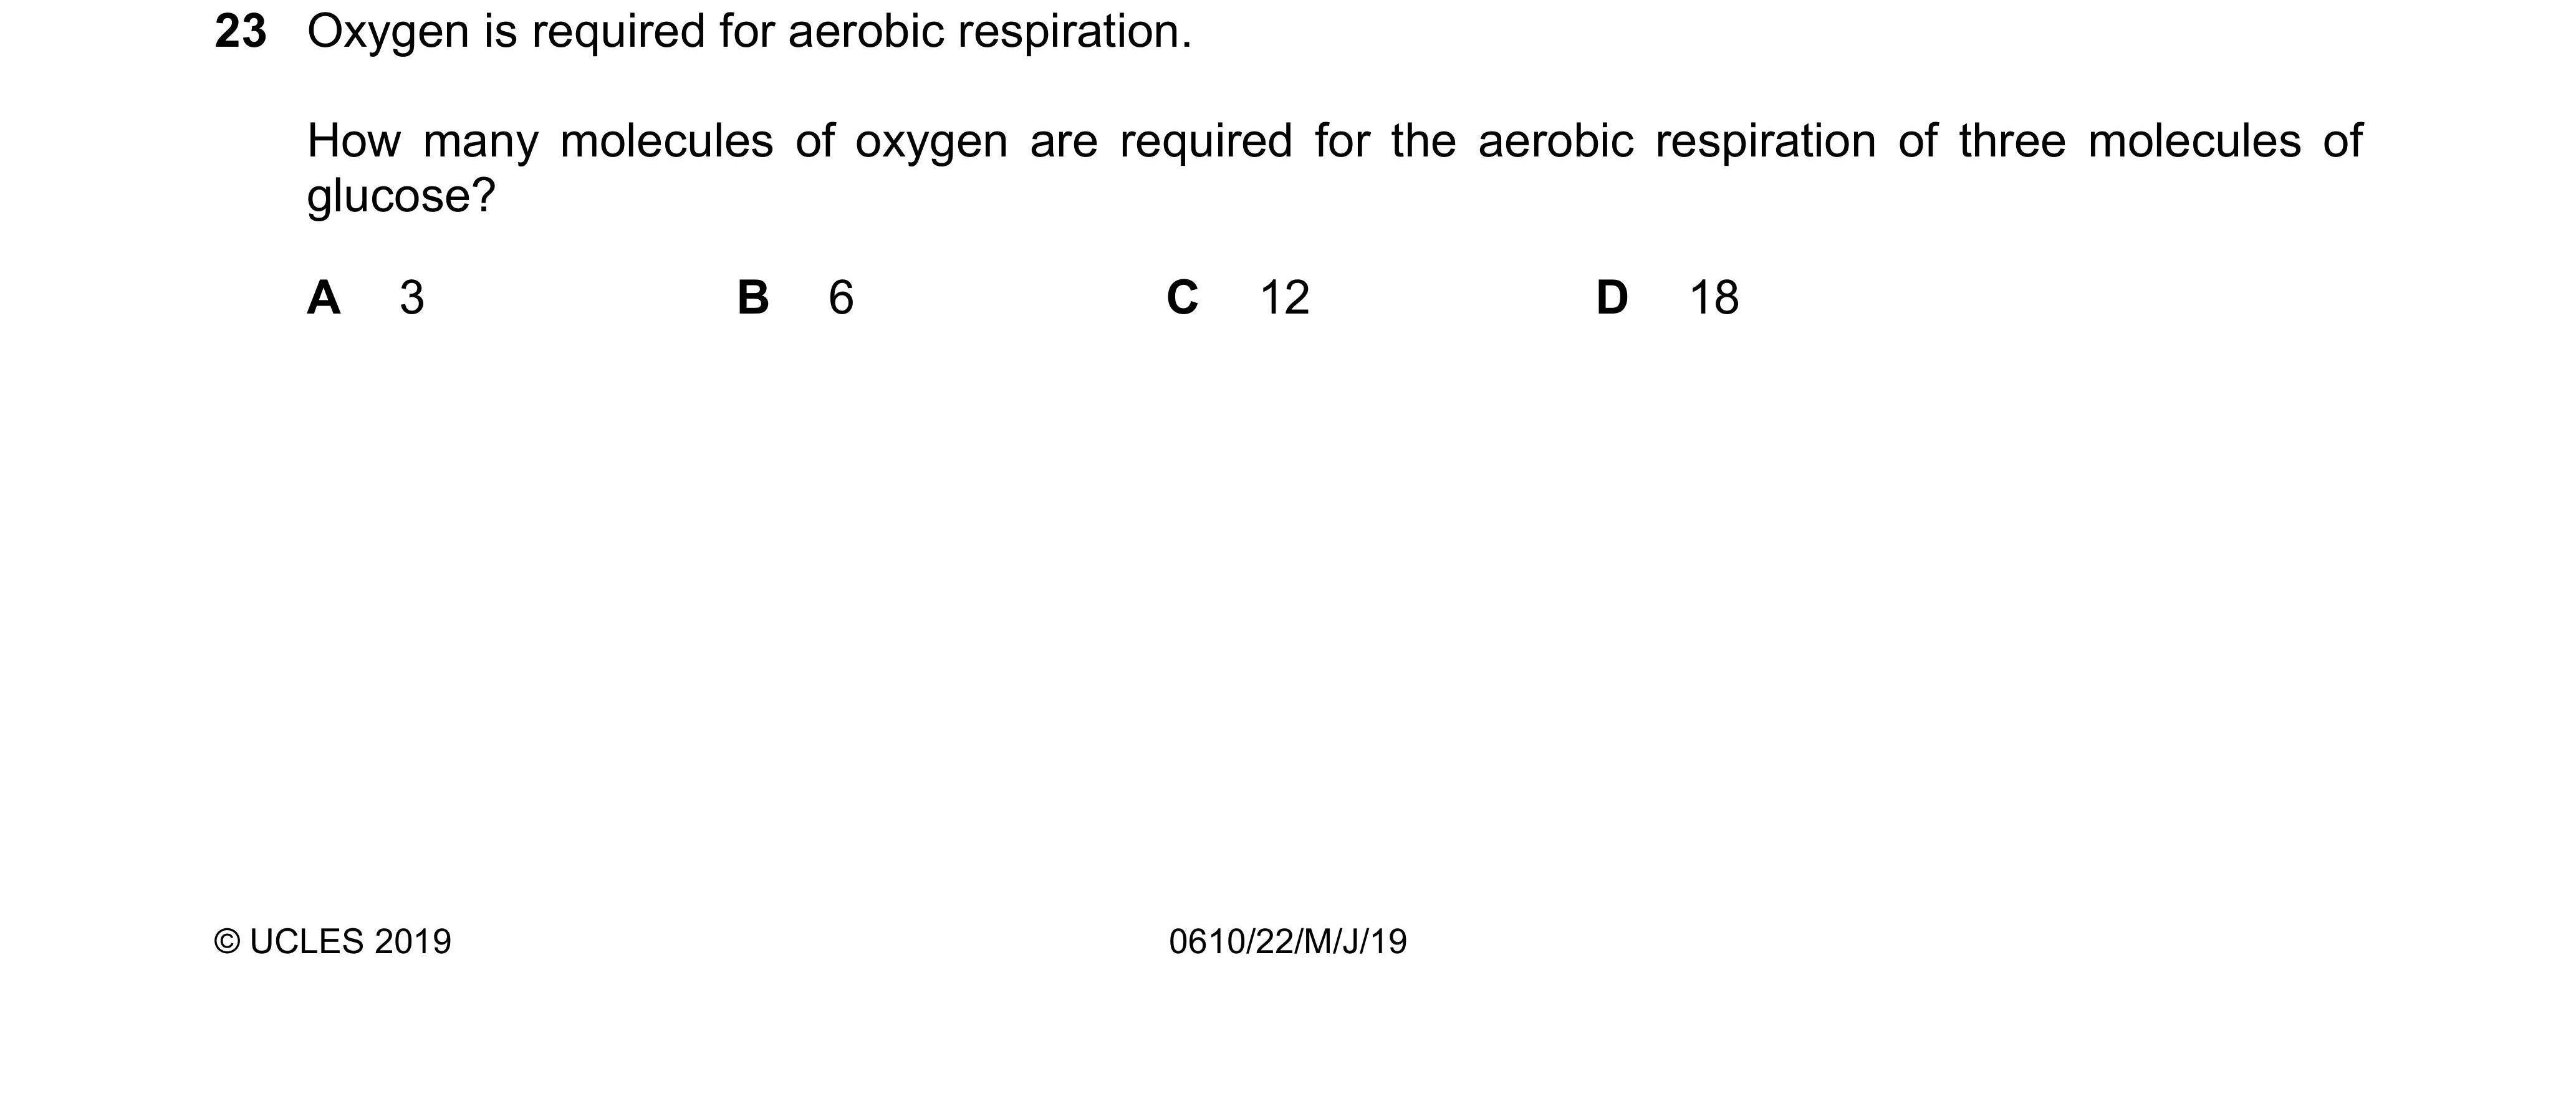 23 Oxygen is required for aerobic respiration.
How many molecules of oxygen are required for the aerobic respiration of three molecules of
glucose?
A 3 B 6 C 12 D 18
© UCLES 2019 0610/22/M/J/19